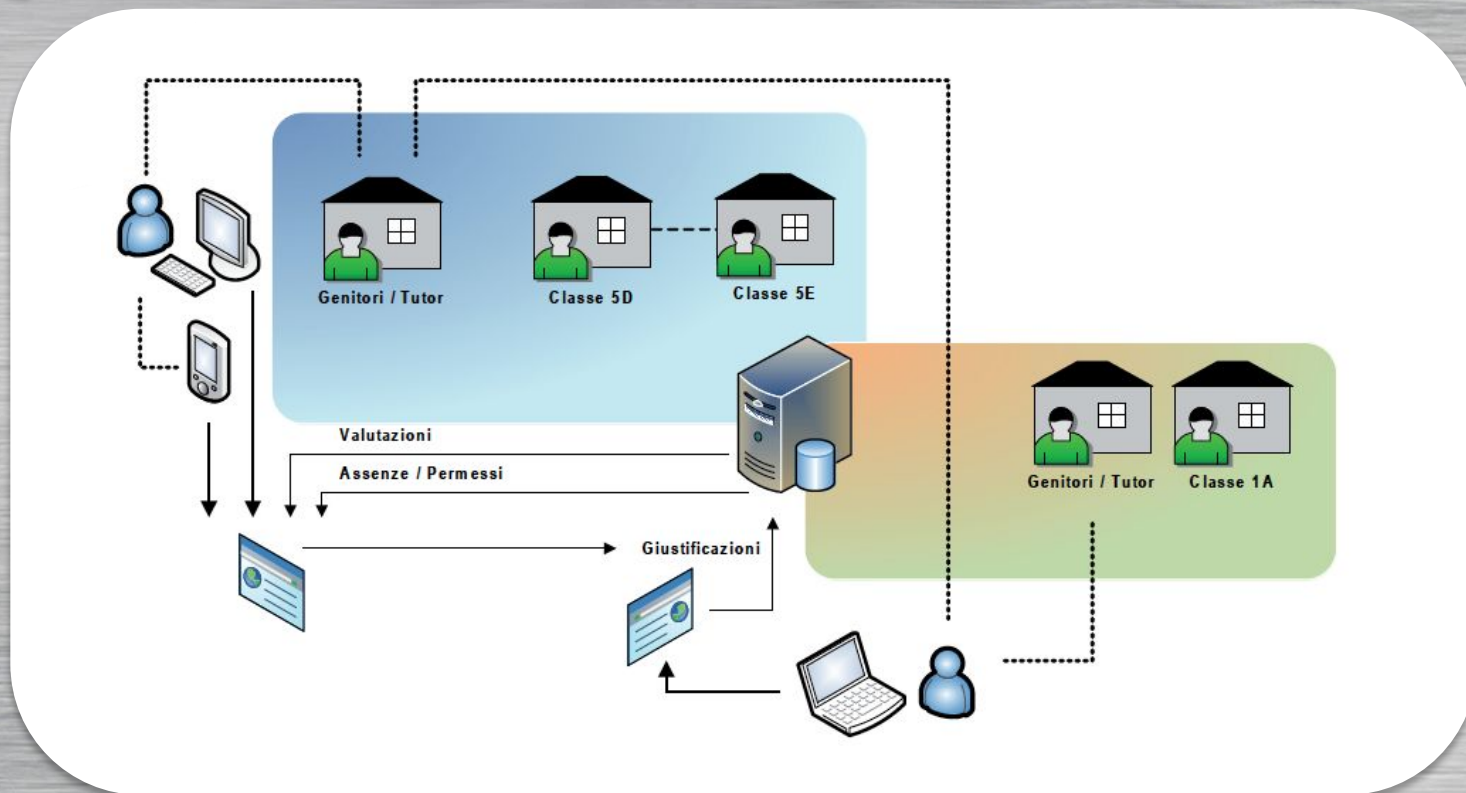 Genitori / Tutor
Classe 5D
Classe 5E
Valutazioni
Assenze / Permessi
Genitori / Tutor
Classe 1A
Giustificazioni